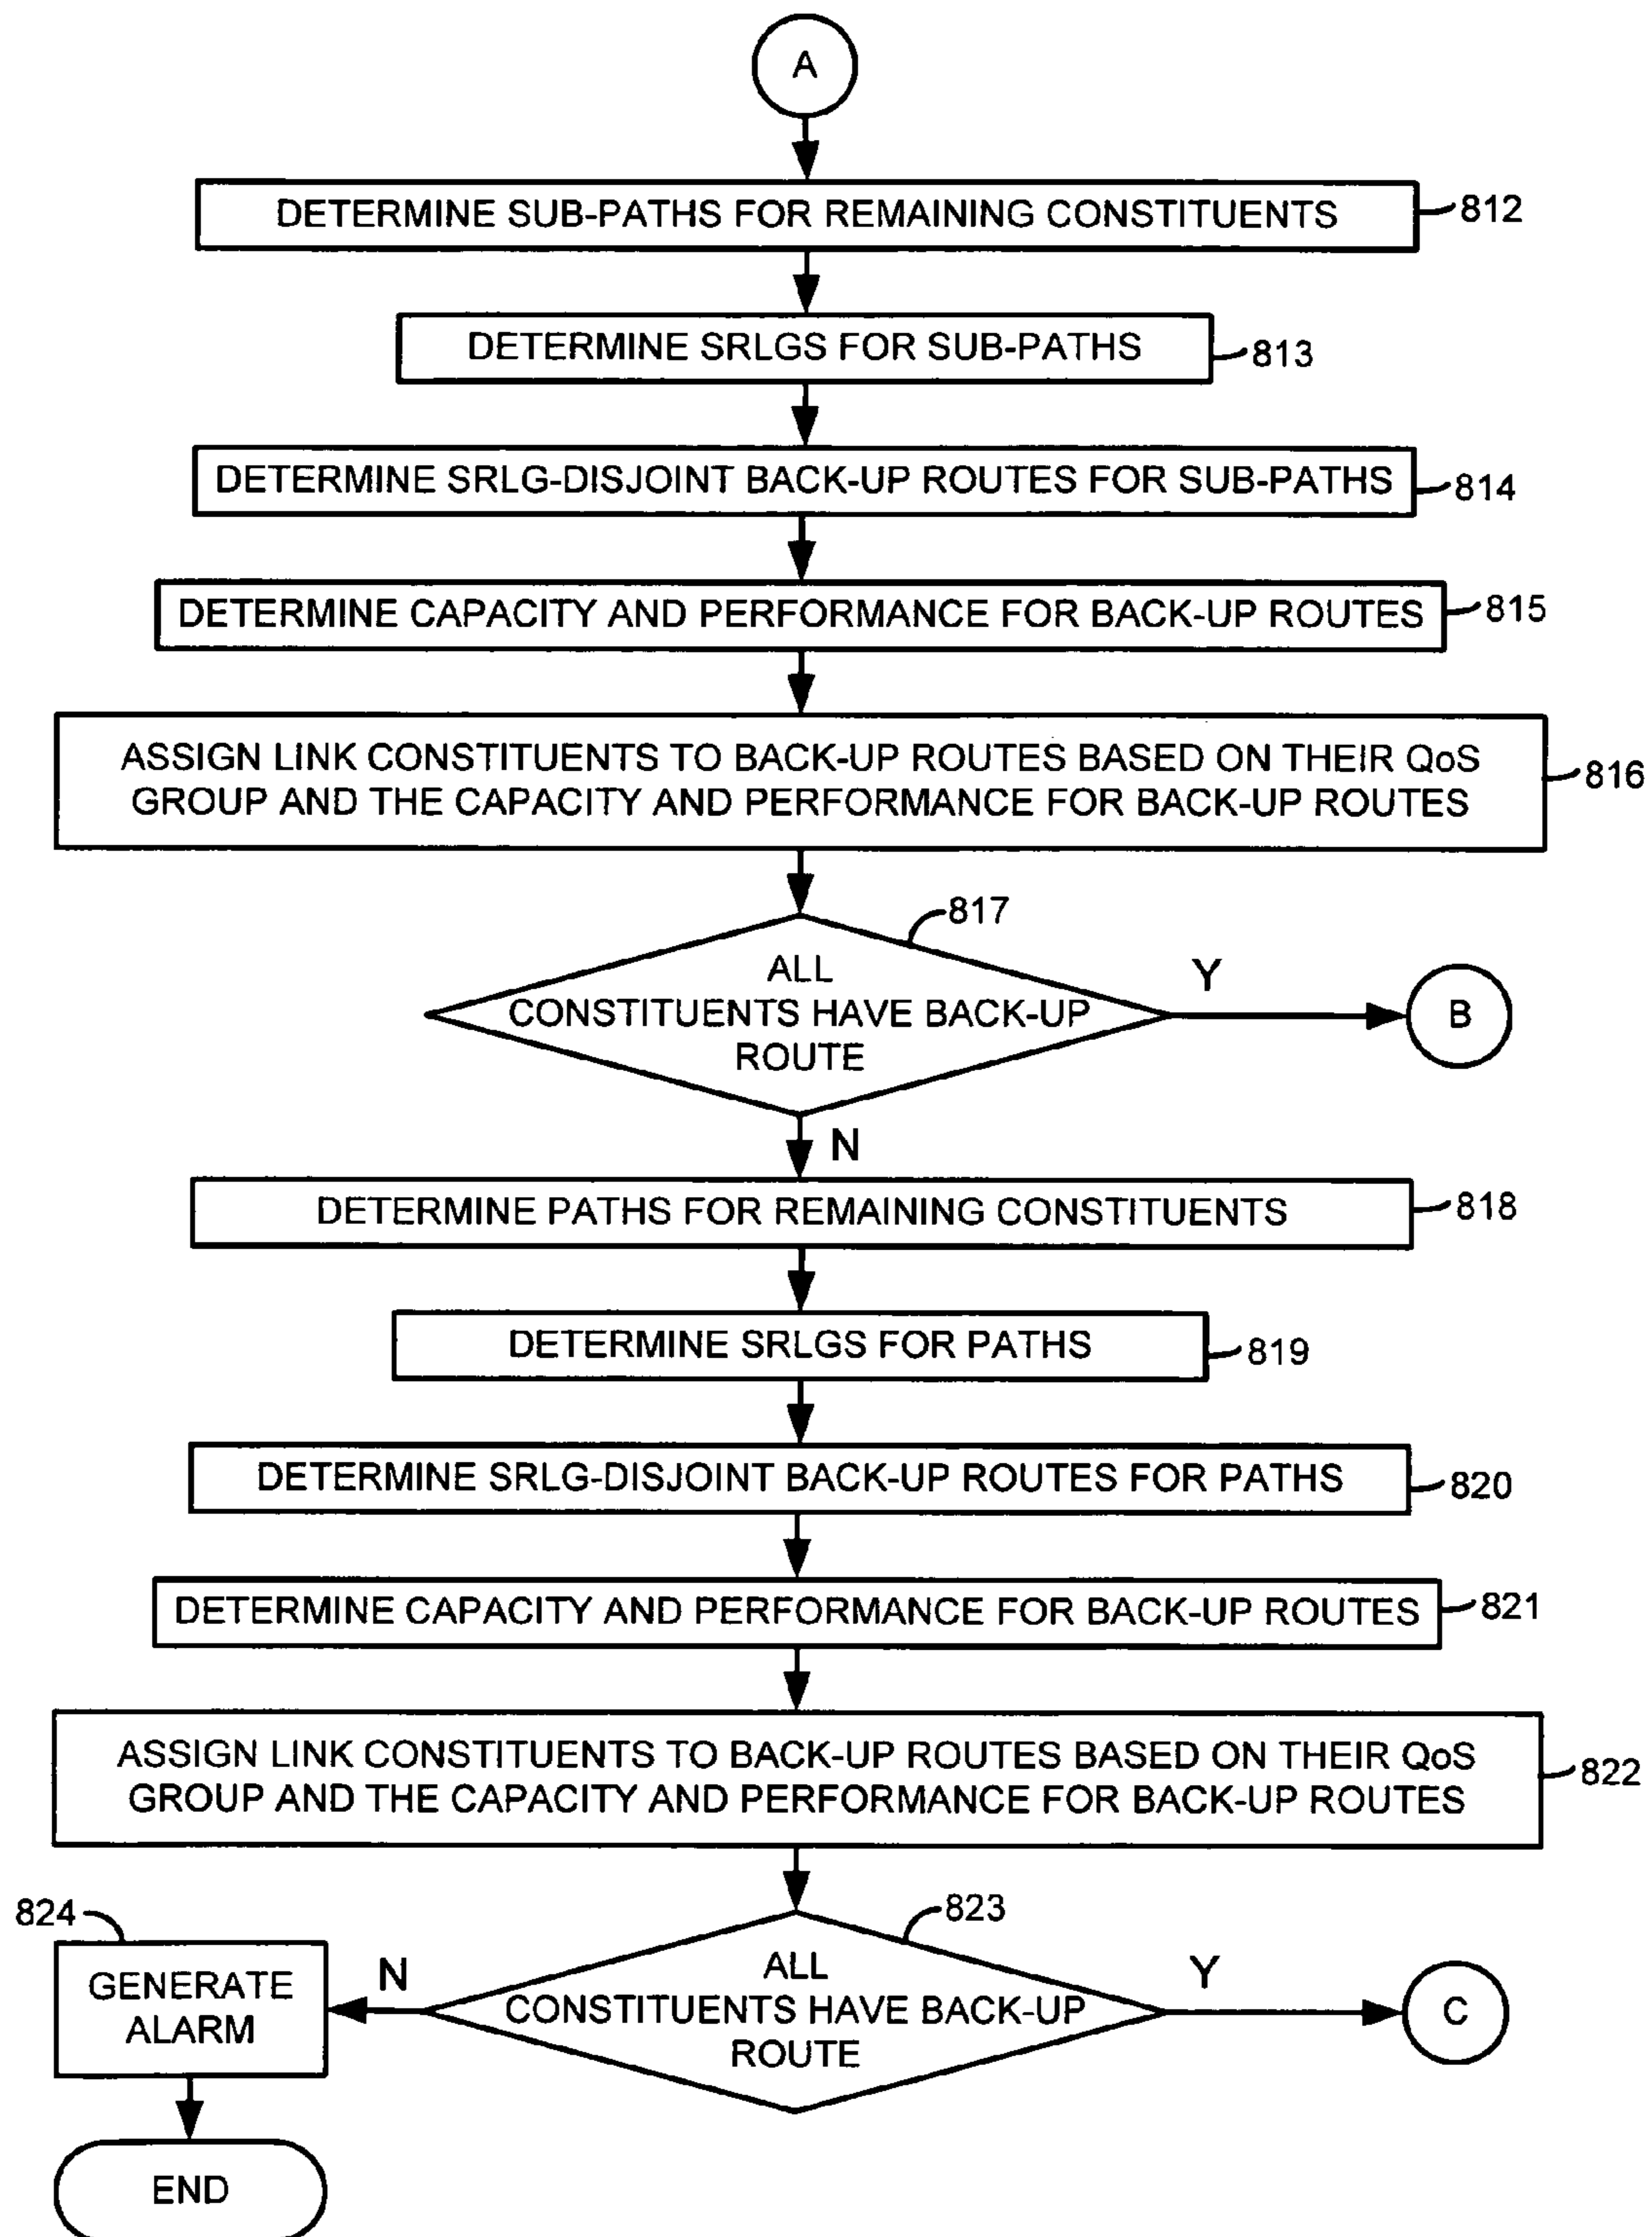 A
DETERMINE SUB-PATHS FOR REMAINING CONSTITUENTS
812
DETERMINE SRLGS FOR SUB-PATHS
813
DETERMINE SRLG-DISJOINT BACK-UP ROUTES FOR SUB-PATHS
814
DETERMINE CAPACITY AND PERFORMANCE FOR BACK-UP ROUTES
815
ASSIGN LINK CONSTITUENTS TO BACK-UP ROUTES BASED ON THEIR QoS
GROUP AND THE CAPACITY AND PERFORMANCE FOR BACK-UP ROUTES
816
817
ALL
CONSTITUENTS HAVE BACK-UP
ROUTE
Y
B
N
DETERMINE PATHS FOR REMAINING CONSTITUENTS
818
DETERMINE SRLGS FOR PATHS
819
DETERMINE SRLG-DISJOINT BACK-UP ROUTES FOR PATHS
820
DETERMINE CAPACITY AND PERFORMANCE FOR BACK-UP ROUTES
821
ASSIGN LINK CONSTITUENTS TO BACK-UP ROUTES BASED ON THEIR QoS
GROUP AND THE CAPACITY AND PERFORMANCE FOR BACK-UP ROUTES
822
823
ALL
CONSTITUENTS HAVE BACK-UP
ROUTE
Y
C
N
824
GENERATE
ALARM
END